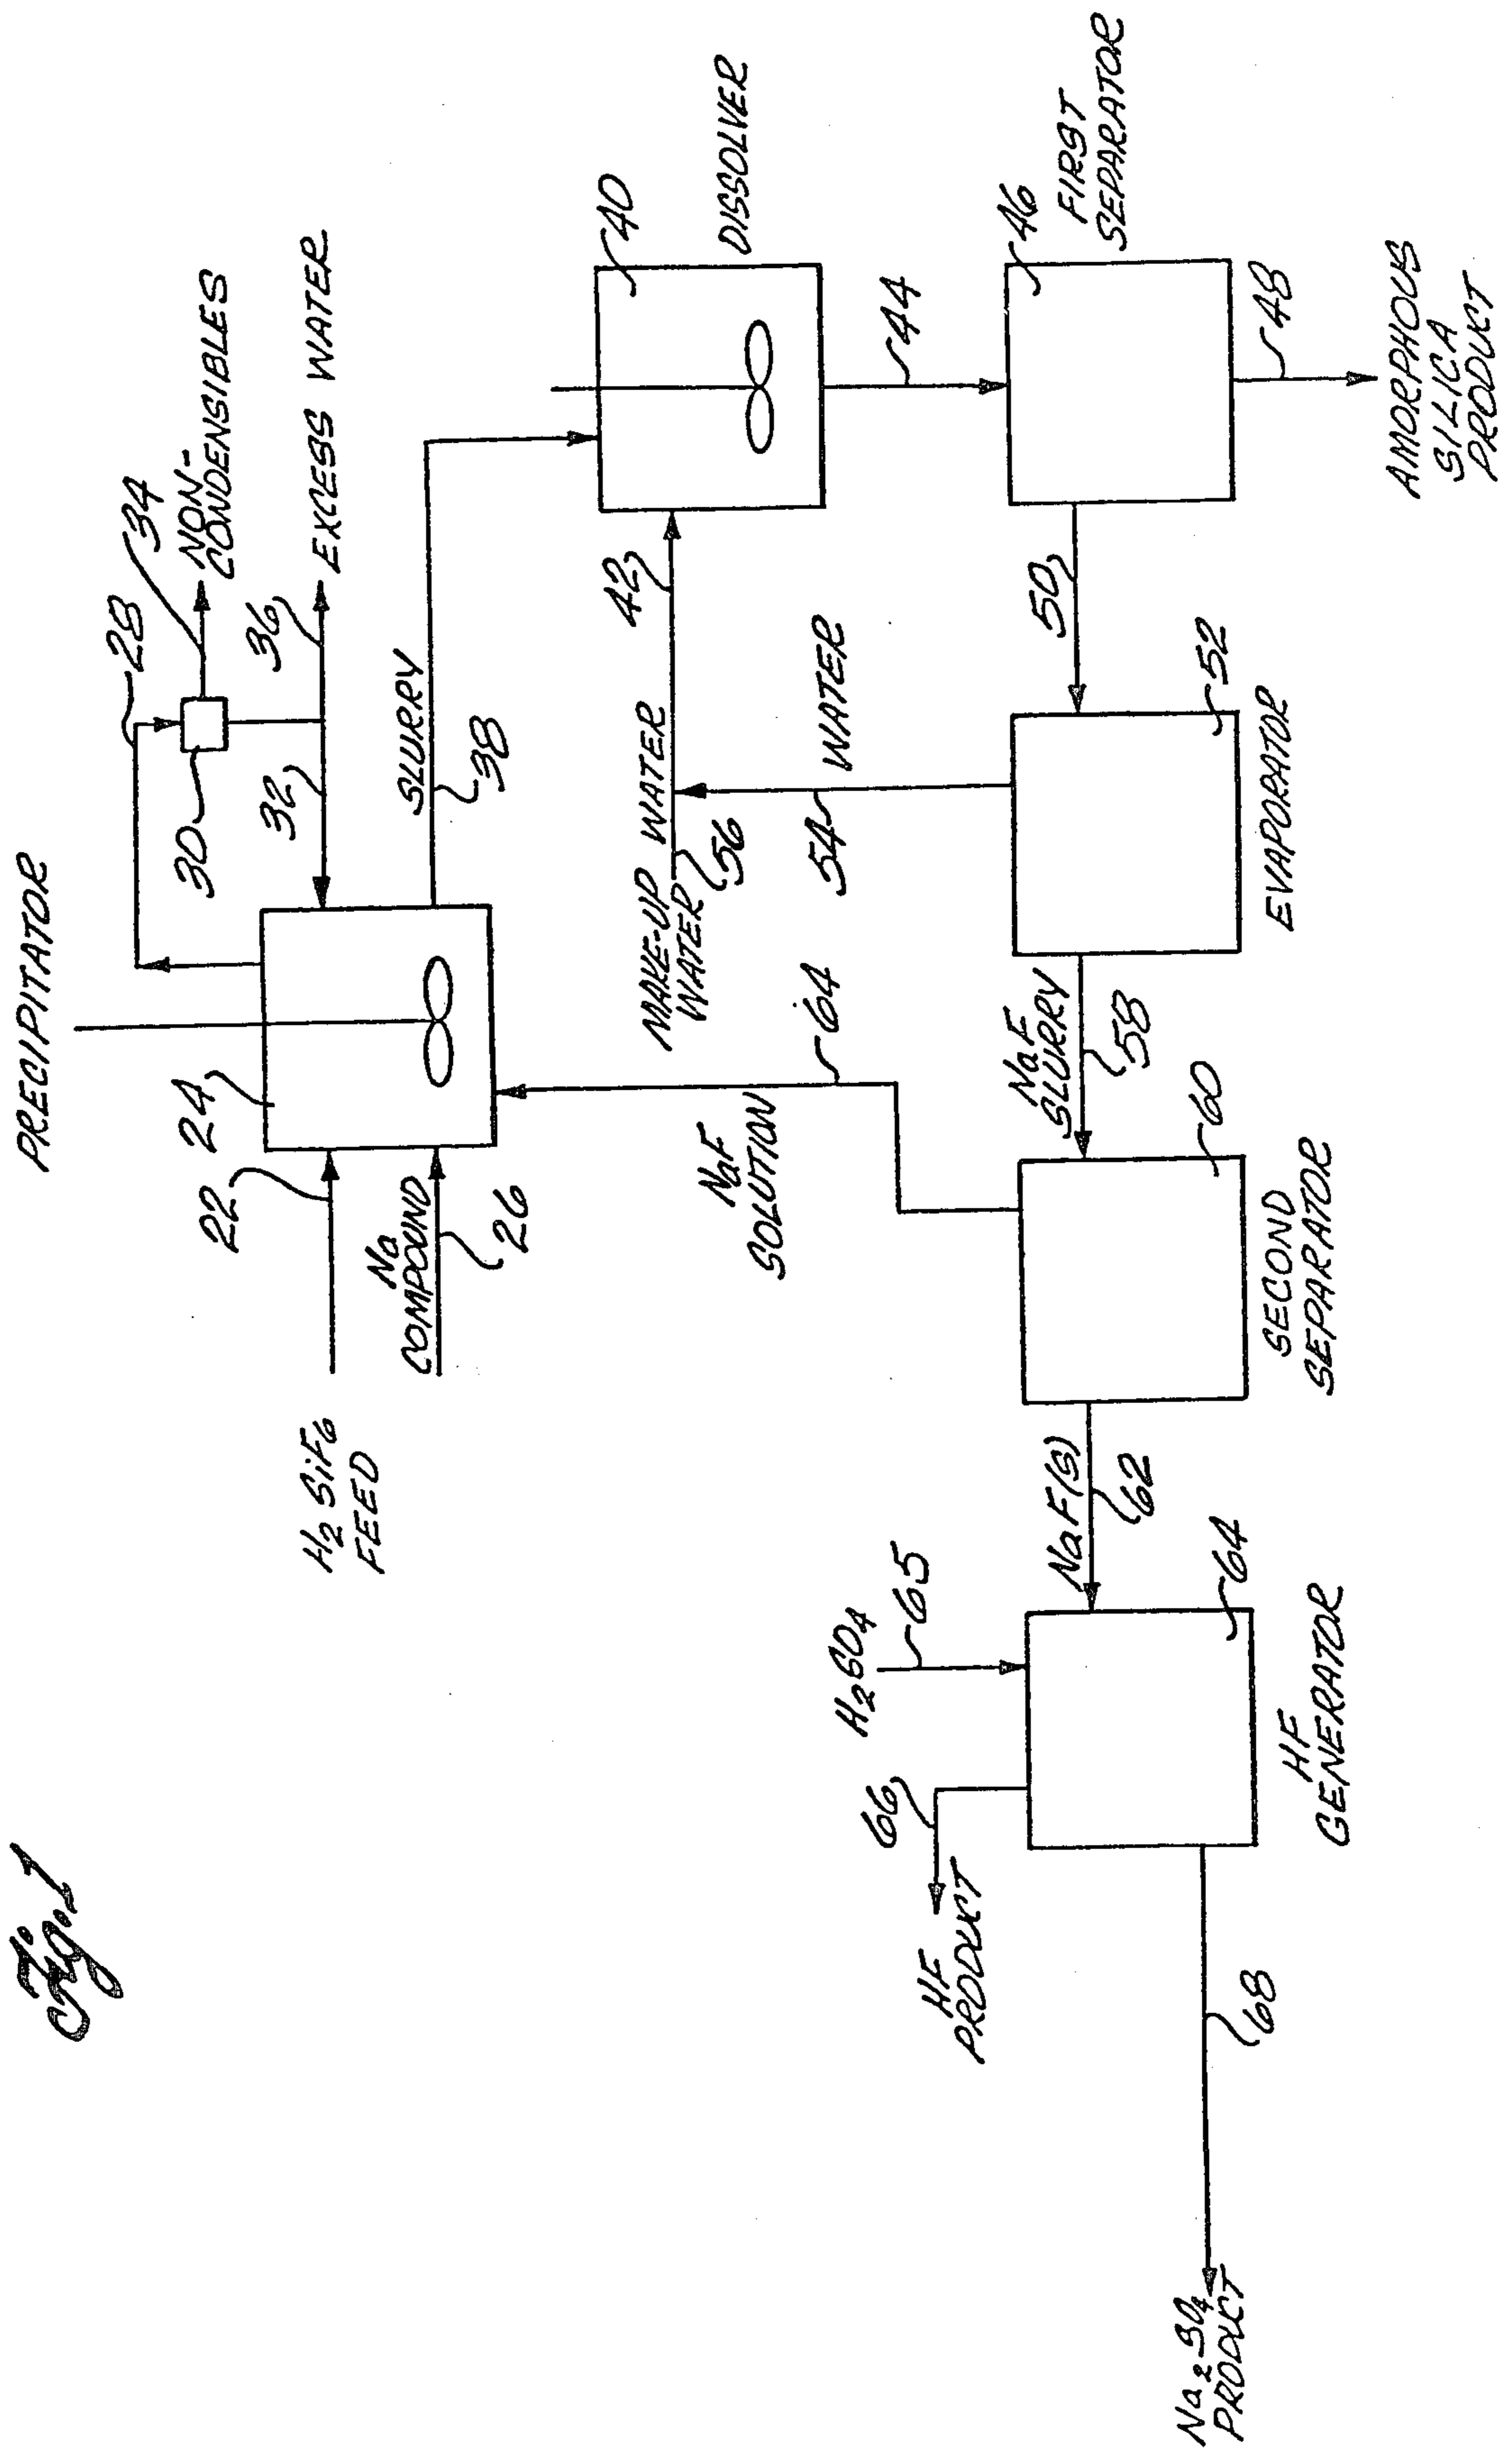 Fig.1
PRECIPITATOR
28
34
NON-
CONDENSIBLES
30
36
EXCESS WATER
32
24
22
H2 SiF6
FEED
Na
COMPOUND
26
SLURRY
38
40
DISSOLVER
42
MAKE-UP WATER
WATER
56
54
WATER
44
46
FIRST
SEPARATOR
48
AMORPHOUS
SILICA
PRODUCT
50
52
EVAPORATOR
NaF
SLURRY
58
64
NaF
SOLUTION
60
SECOND
SEPARATOR
NaF(S)
62
H2SO4
65
64
HF
GENERATOR
66
HF
PRODUCT
68
Na2SO4
PRODUCT